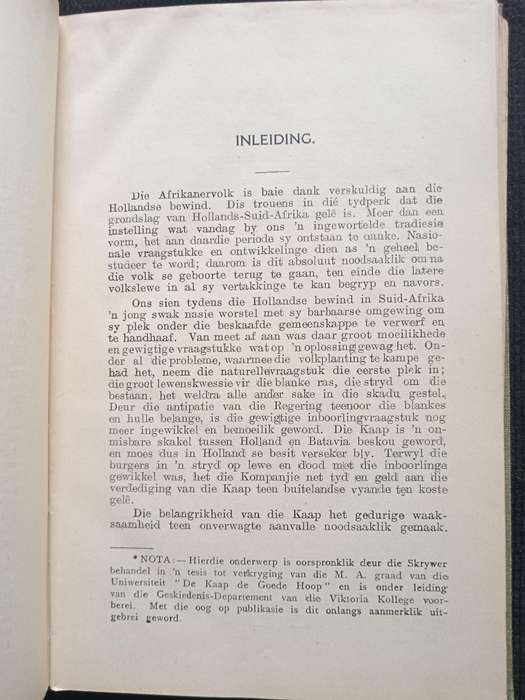 INLEIDING.
Die Afrikanervolk is baie dank verskuldig aan die
Hollandse bewind. Dis trouens in dié tydperk dat die
grondslag van Hollands-Suid-Afrika gelê is. Meer dan een
instelling wat vandag by ons 'n ingewortelde tradiesie
vorm, het aan daardie periode sy ontstaan te danke. Nasio-
nale vraagstukke en ontwikkelinge dien as 'n geheel be-
studeer te word; daarom is dit absoluut noodsaaklik om na
die volk se geboorte terug te gaan, ten einde die latere
volkslewe in al sy vertakkinge te kan begryp en navors.
Ons sien tydens die Hollandse bewind in Suid-Afrika
'n jong swak nasie worstel met sy barbaarse omgewing om
sy plek onder die beskaafde gemeenskappe te verwerf en
te handhaaf. Van meet af aan was daar groot moeilikhede
en gewigtige vraagstukke wat op 'n oplossing gewag het. On-
der al die probleme, waarmee die volkplanting te kampe ge-
had het, neem die naturellevraagstuk die eerste plek in;
die groot lewenskwessie vir die blanke ras, die stryd om die
bestaan, het weldra alle ander sake in die skadu gestel.
Deur die antipatie van die Regering teenoor die blankes
en hulle belange, is die gewigtige inboorlingvraagstuk nog
meer ingewikkel en bemoeilik geword. Die Kaap is 'n on-
misbare skakel tussen Holland en Batavia beskou geword,
en moes dus in Holland se besit verseker bly. Terwyl die
burgers in 'n stryd op lewe en dood met die inboorlinge
gewikkel was, het die Kompanjie net tyd en geld aan die
verdediging van die Kaap teen buitelandse vyande ten koste
gelê.
Die belangrikheid van die Kaap het gedurige waak-
saamheid teen onverwagte aanvalle noodsaaklik gemaak.
* NOTA:—Hierdie onderwerp is oorspronklik deur die Skrywer
behandel in 'n tesis tot verkryging van die M. A. graad van die
Uniwersiteit "De Kaap de Goede Hoop" en is onder leiding
van die Geskiedenis-Departement van die Viktoria Kollege voor-
berei. Met die oog op publikasie is dit onlangs aanmerklik uit-
gebrei geword.